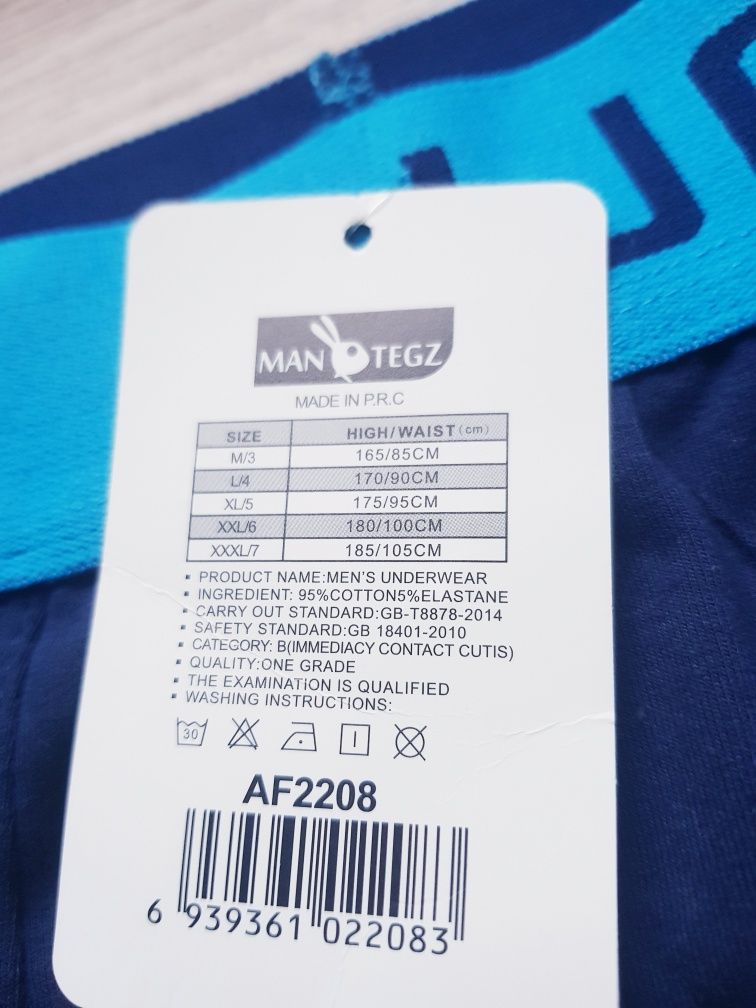 MAN TEGZ
MADE IN P.R.C
SIZE HIGH/WAIST(cm)
M/3 165/85CM
L/4 170/90CM
XL/5 175/95CM
XXL/6 180/100CM
XXXL/7 185/105CM
▪ PRODUCT NAME:MEN'S UNDERWEAR
▪ INGREDIENT: 95%COTTON5%ELASTANE
▪ CARRY OUT STANDARD:GB-T8878-2014
▪ SAFETY STANDARD:GB 18401-2010
▪ CATEGORY: B(IMMEDIACY CONTACT CUTIS)
▪ QUALITY:ONE GRADE
▪ THE EXAMINATION IS QUALIFIED
▪ WASHING INSTRUCTIONS:
30
AF2208
6 939361 022083